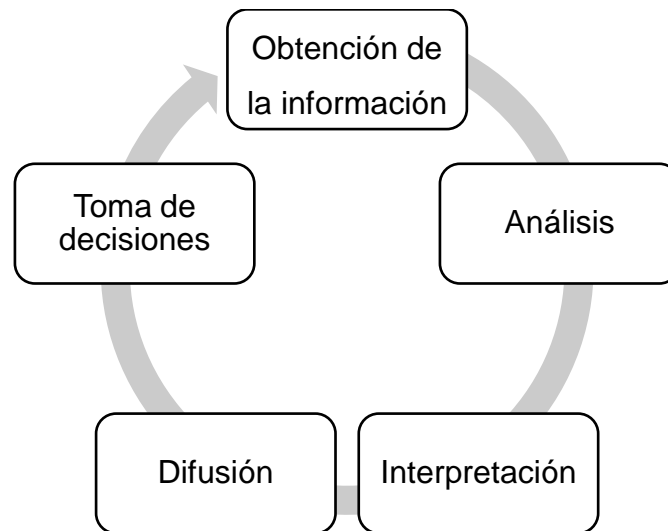 Obtención de
la información
Análisis
Interpretación
Difusión
Toma de
decisiones